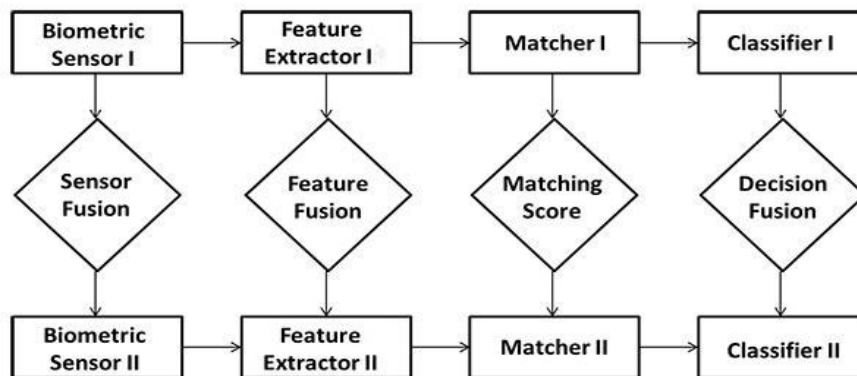 Biometric
Sensor I
Feature
Extractor I
Matcher I
Classifier I
Sensor
Fusion
Feature
Fusion
Matching
Score
Decision
Fusion
Biometric
Sensor II
Feature
Extractor II
Matcher II
Classifier II